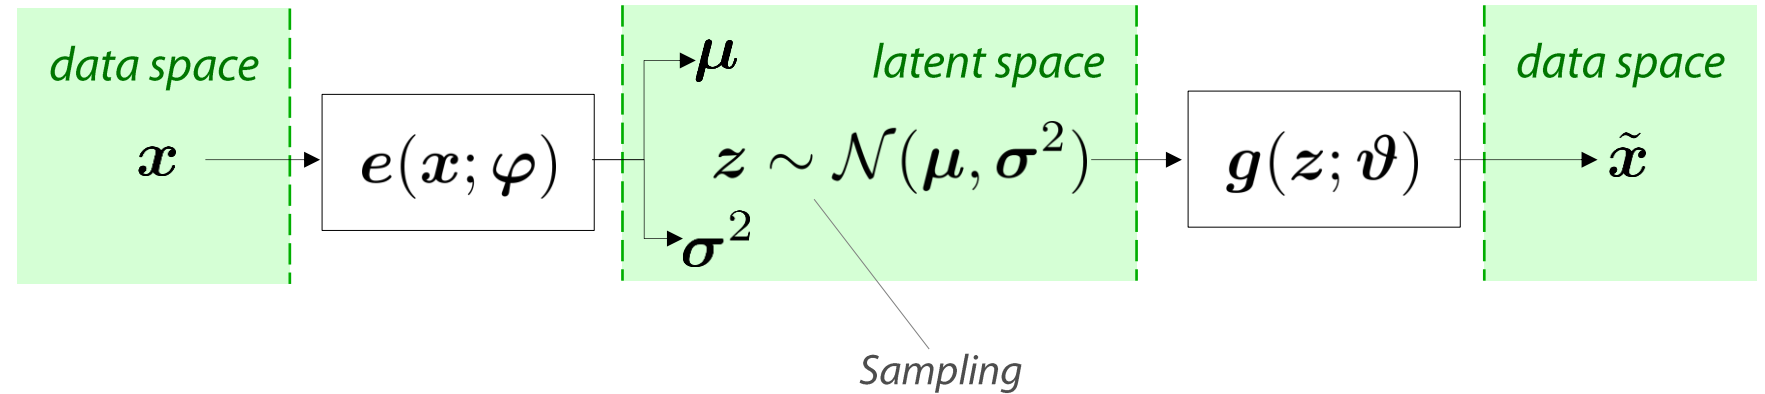 data space
x
e(x; φ)
μ
latent space
z ∼ 𝒩(μ, σ²)
σ²
Sampling
g(z; ϑ)
data space
x̃